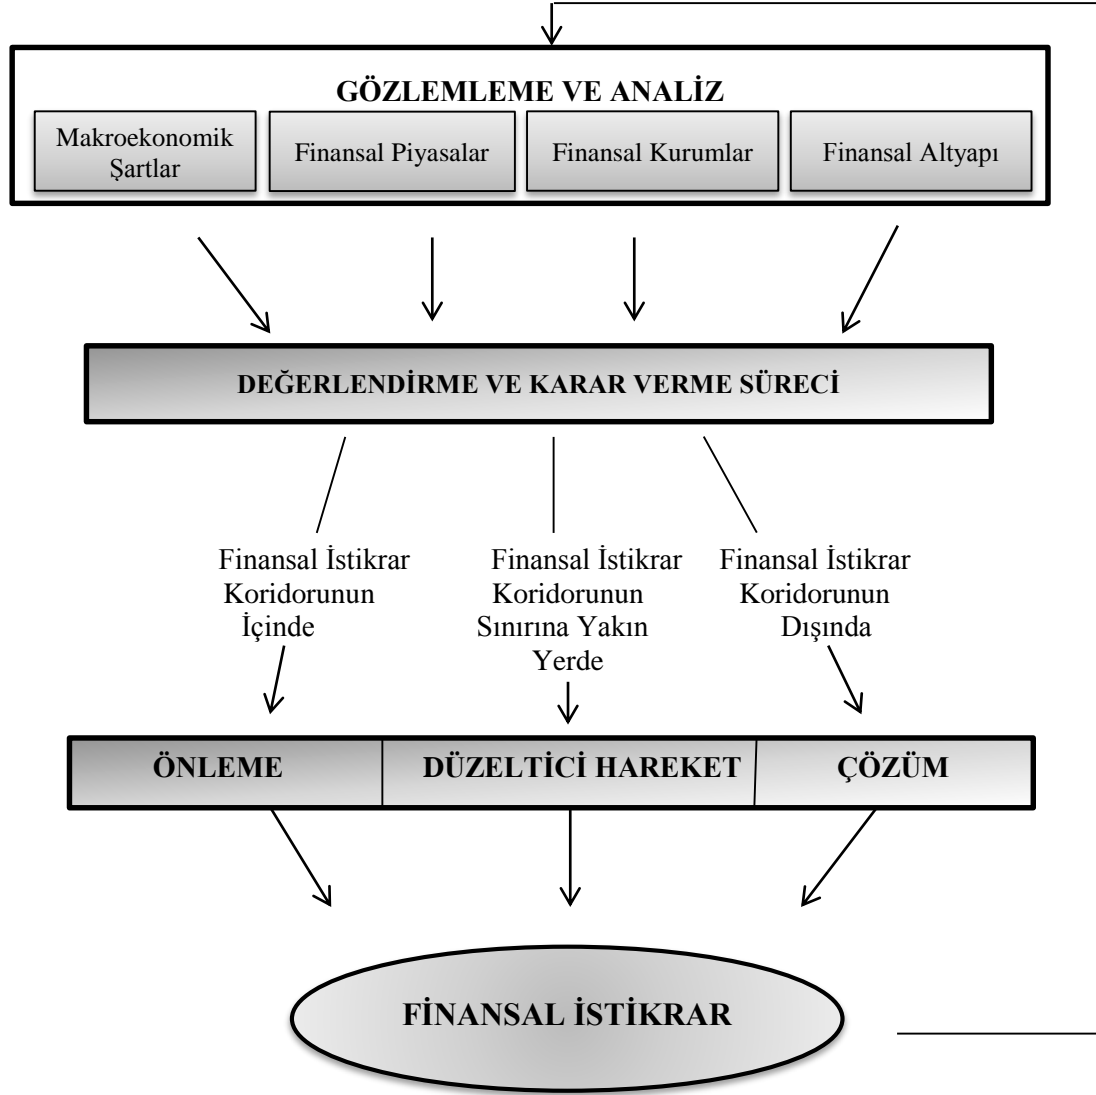 GÖZLEMLEME VE ANALİZ
Makroekonomik
Şartlar
Finansal Piyasalar
Finansal Kurumlar
Finansal Altyapı
DEĞERLENDİRME VE KARAR VERME SÜRECİ
Finansal İstikrar
Koridorunun
İçinde
Finansal İstikrar
Koridorunun
Sınırına Yakın
Yerde
Finansal İstikrar
Koridorunun
Dışında
ÖNLEME
DÜZELTİCİ HAREKET
ÇÖZÜM
FİNANSAL İSTİKRAR